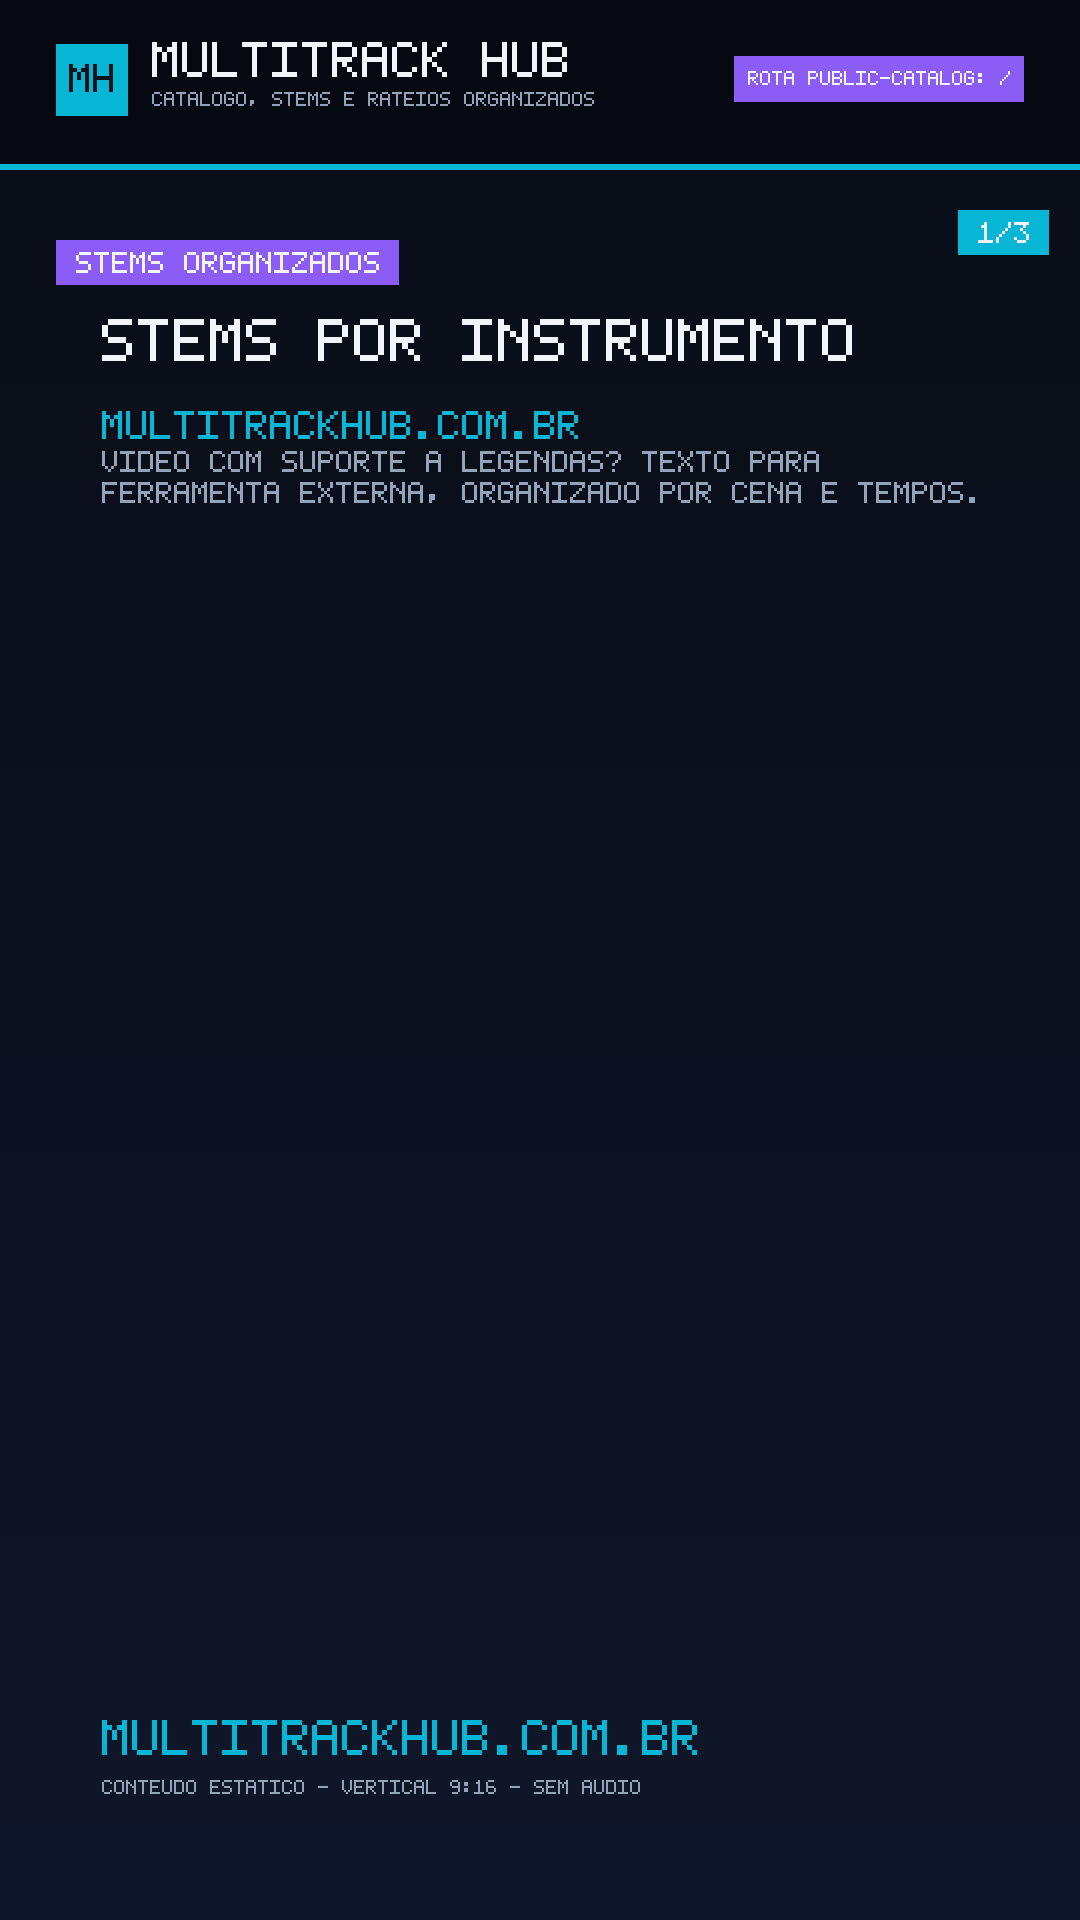 MH
MULTITRACK HUB
CATALOGO, STEMS E RATEIOS ORGANIZADOS
ROTA PUBLIC-CATALOG: /
1/3
STEMS ORGANIZADOS
STEMS POR INSTRUMENTO
MULTITRACKHUB.COM.BR
VIDEO COM SUPORTE A LEGENDAS? TEXTO PARA
FERRAMENTA EXTERNA, ORGANIZADO POR CENA E TEMPOS.
MULTITRACKHUB.COM.BR
CONTEUDO ESTATICO - VERTICAL 9:16 - SEM AUDIO